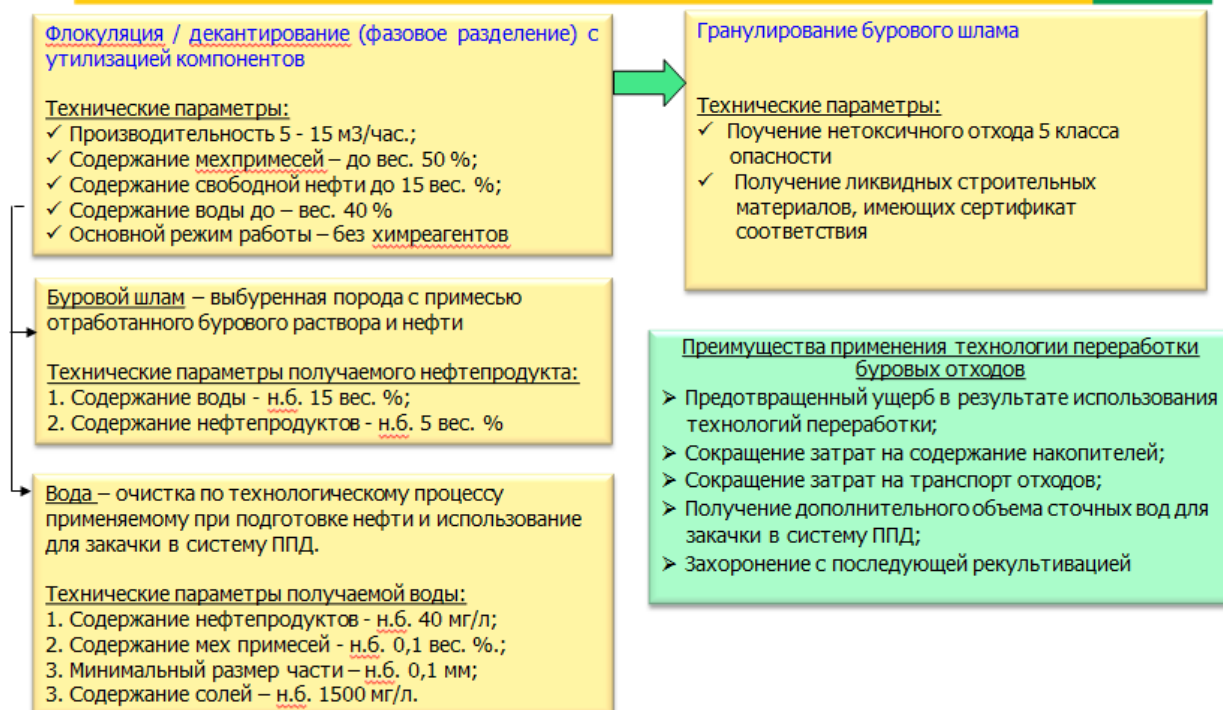 Флокуляция / декантирование (фазовое разделение) с
утилизацией компонентов
Технические параметры:
✓ Производительность 5 - 15 м3/час.;
✓ Содержание мехпримесей – до вес. 50 %;
✓ Содержание свободной нефти до 15 вес. %;
✓ Содержание воды до – вес. 40 %
✓ Основной режим работы – без химреагентов
Буровой шлам – выбуренная порода с примесью
отработанного бурового раствора и нефти
Технические параметры получаемого нефтепродукта:
1. Содержание воды - н.б. 15 вес. %;
2. Содержание нефтепродуктов - н.б. 5 вес. %
Вода – очистка по технологическому процессу
применяемому при подготовке нефти и использование
для закачки в систему ППД.
Технические параметры получаемой воды:
1. Содержание нефтепродуктов - н.б. 40 мг/л;
2. Содержание мех примесей - н.б. 0,1 вес. %.;
3. Минимальный размер части – н.б. 0,1 мм;
3. Содержание солей – н.б. 1500 мг/л.
Гранулирование бурового шлама
Технические параметры:
✓ Поучение нетоксичного отхода 5 класса
опасности
✓ Получение ликвидных строительных
материалов, имеющих сертификат
соответствия
Преимущества применения технологии переработки
буровых отходов
➢ Предотвращенный ущерб в результате использования
технологий переработки;
➢ Сокращение затрат на содержание накопителей;
➢ Сокращение затрат на транспорт отходов;
➢ Получение дополнительного объема сточных вод для
закачки в систему ППД;
➢ Захоронение с последующей рекультивацией